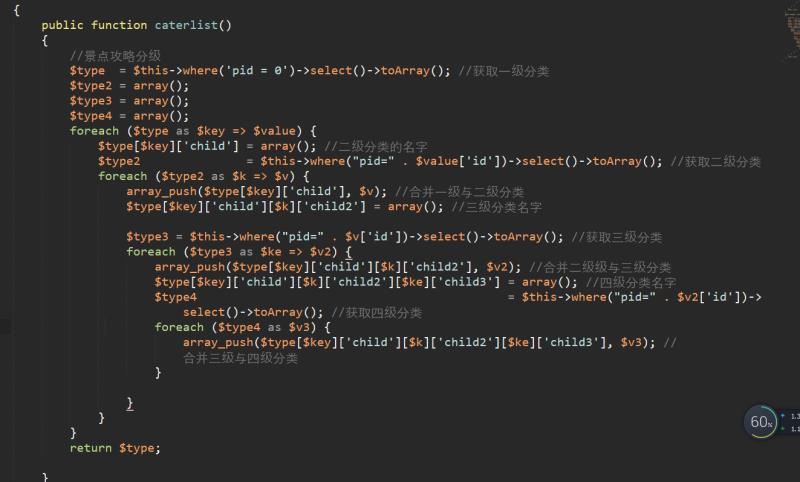 {
    public function caterlist()
    {
        //景点攻略分级
        $type  = $this->where('pid = 0')->select()->toArray(); //获取一级分类
        $type2 = array();
        $type3 = array();
        $type4 = array();
        foreach ($type as $key => $value) {
            $type[$key]['child'] = array(); //二级分类的名字
            $type2               = $this->where("pid=" . $value['id'])->select()->toArray(); //获取二级分类
            foreach ($type2 as $k => $v) {
                array_push($type[$key]['child'], $v); //合并一级与二级分类
                $type[$key]['child'][$k]['child2'] = array(); //三级分类名字
                $type3 = $this->where("pid=" . $v['id'])->select()->toArray(); //获取三级分类
                foreach ($type3 as $ke => $v2) {
                    array_push($type[$key]['child'][$k]['child2'], $v2); //合并二级级与三级分类
                    $type[$key]['child'][$k]['child2'][$ke]['child3'] = array(); //四级分类名字
                    $type4                                            = $this->where("pid=" . $v2['id'])->
                        select()->toArray(); //获取四级分类
                    foreach ($type4 as $v3) {
                        array_push($type[$key]['child'][$k]['child2'][$ke]['child3'], $v3); //
                        合并三级与四级分类
                    }
                }
            }
        }
        return $type;
    }
60%
1.3
1.1